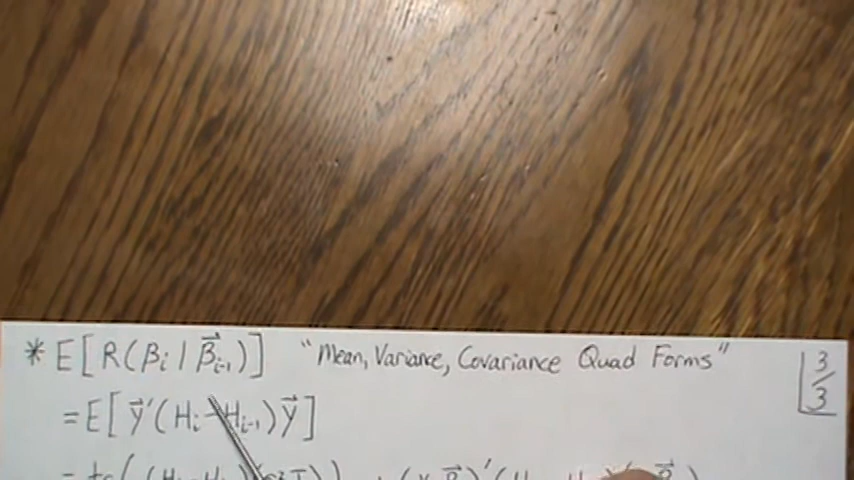 * E[R(βi | β⃗i-1)] "Mean, Variance, Covariance Quad Forms" 3/3
= E[y⃗'(Hi - Hi-1)y⃗]